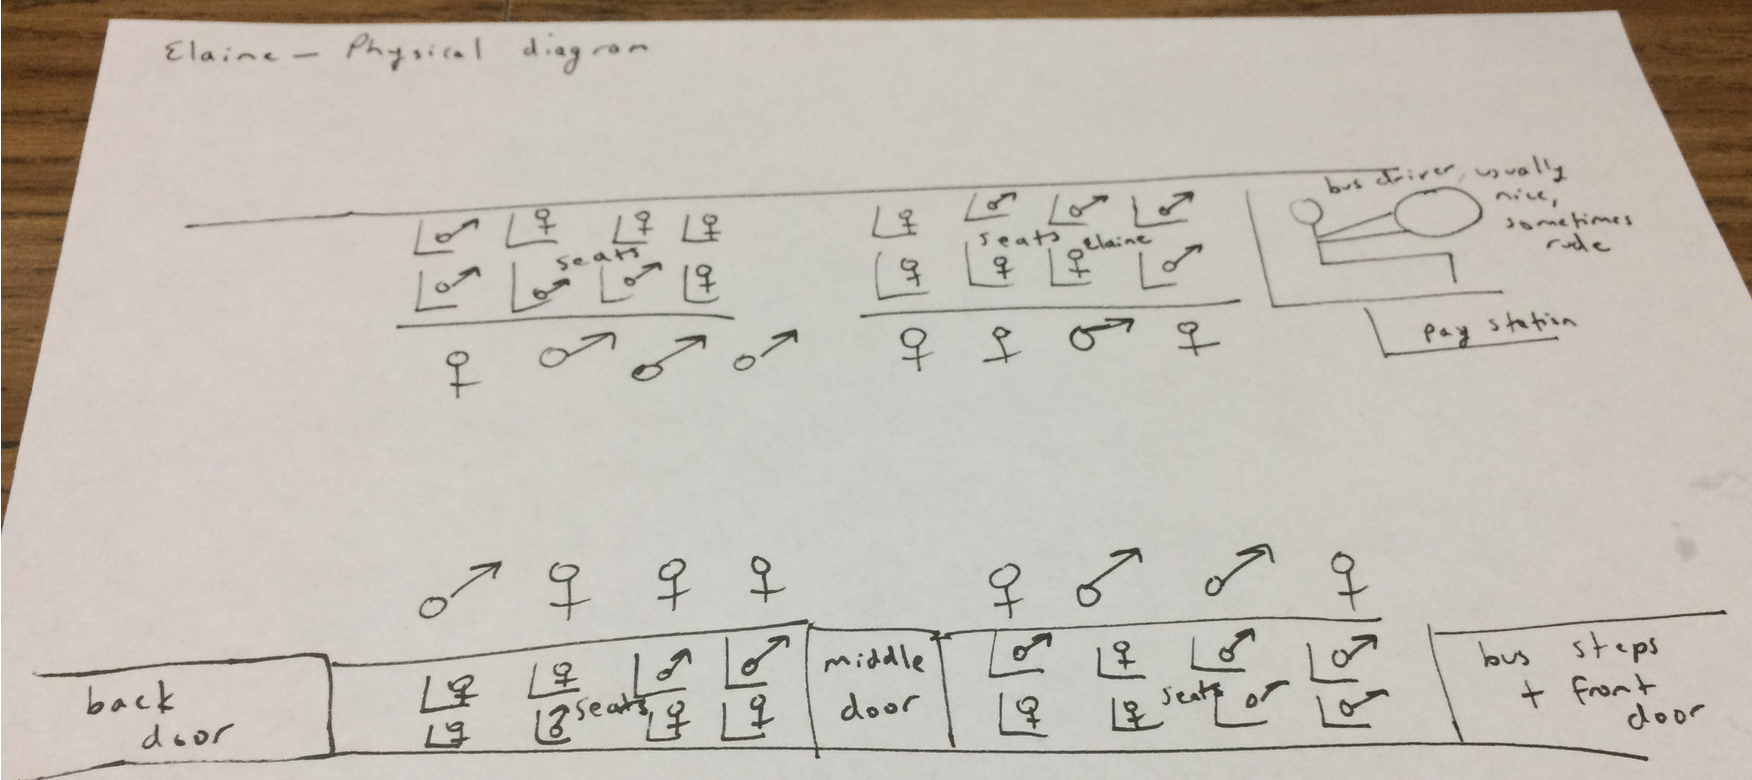 Elaine – Physical diagram
bus driver, usually
nice,
sometimes
rude
seats
seats
Elaine
pay station
back
door
seats
middle
door
seats
bus steps
+ front
door